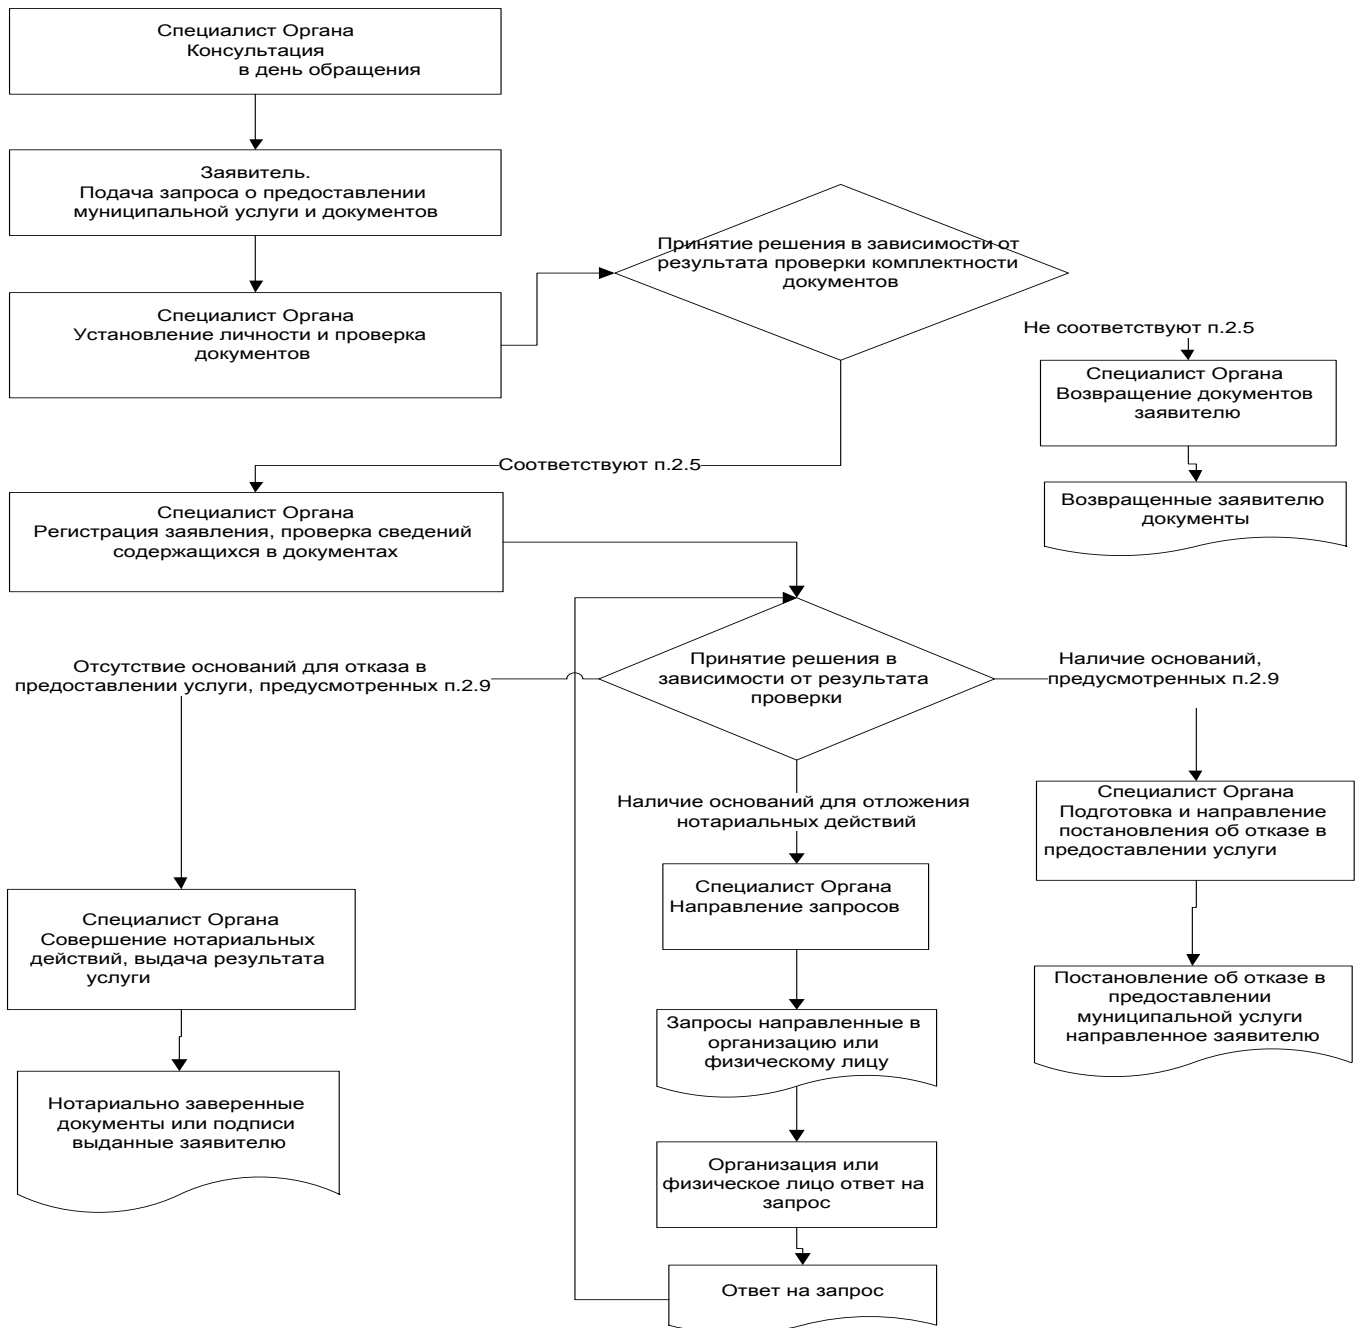 Специалист Органа
Консультация
в день обращения
Заявитель.
Подача запроса о предоставлении
муниципальной услуги и документов
Специалист Органа
Установление личности и проверка
документов
Принятие решения в зависимости от
результата проверки комплектности
документов
Не соответствуют п.2.5
Специалист Органа
Возвращение документов
заявителю
Возвращенные заявителю
документы
Соответствуют п.2.5
Специалист Органа
Регистрация заявления, проверка сведений
содержащихся в документах
Принятие решения в
зависимости от результата
проверки
Отсутствие оснований для отказа в
предоставлении услуги, предусмотренных п.2.9
Наличие оснований,
предусмотренных п.2.9
Наличие оснований для отложения
нотариальных действий
Специалист Органа
Подготовка и направление
постановления об отказе в
предоставлении услуги
Специалист Органа
Направление запросов
Специалист Органа
Совершение нотариальных
действий, выдача результата
услуги
Постановление об отказе в
предоставлении
муниципальной услуги
направленное заявителю
Запросы направленные в
организацию или
физическому лицу
Нотариально заверенные
документы или подписи
выданные заявителю
Организация или
физическое лицо ответ на
запрос
Ответ на запрос